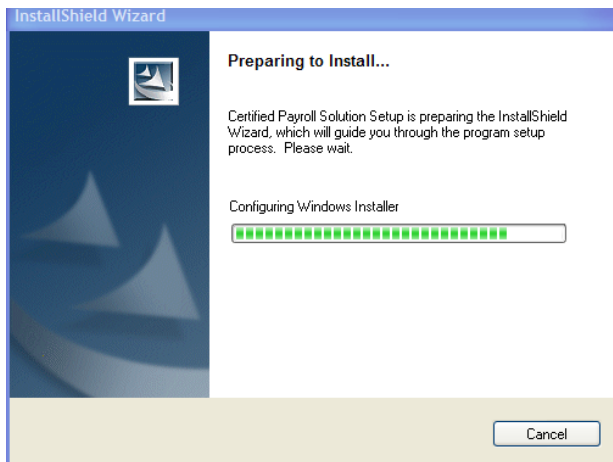 InstallShield Wizard
Preparing to Install...
Certified Payroll Solution Setup is preparing the InstallShield
Wizard, which will guide you through the program setup
process. Please wait.
Configuring Windows Installer
Cancel